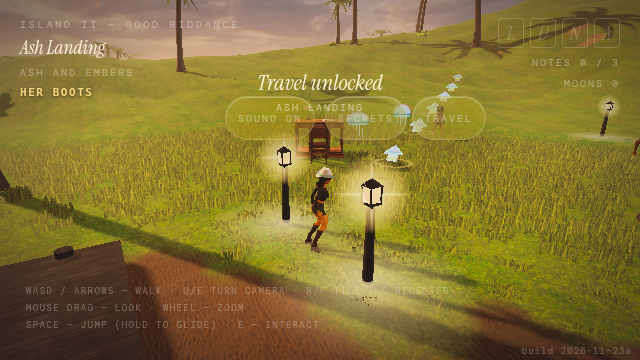 ISLAND II — GOOD RIDDANCE
Ash Landing
ASH AND EMBERS
HER BOOTS
NOTES 0 / 3
MOONS 0
Travel unlocked
ASH LANDING
SOUND ON
SECRETS
TRAVEL
WASD / ARROWS — WALK · Q/E TURN CAMERA · R/F TILT
RECENTER
MOUSE DRAG — LOOK · WHEEL — ZOOM
SPACE — JUMP (HOLD TO GLIDE)
E — INTERACT
build 2026-11-23a